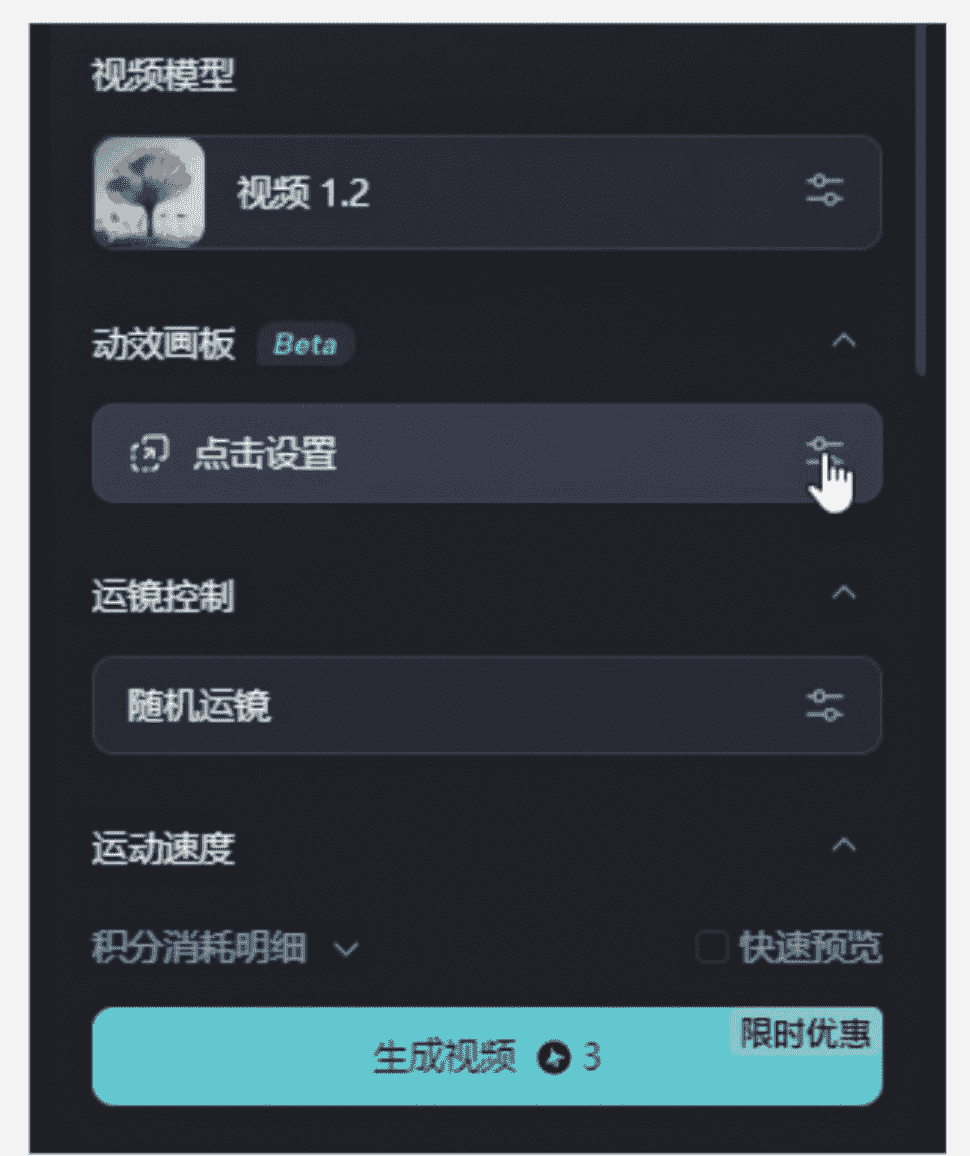 视频模型
视频 1.2
动效画板 Beta
点击设置
运镜控制
随机运镜
运动速度
积分消耗明细 快速预览
限时优惠
生成视频 3